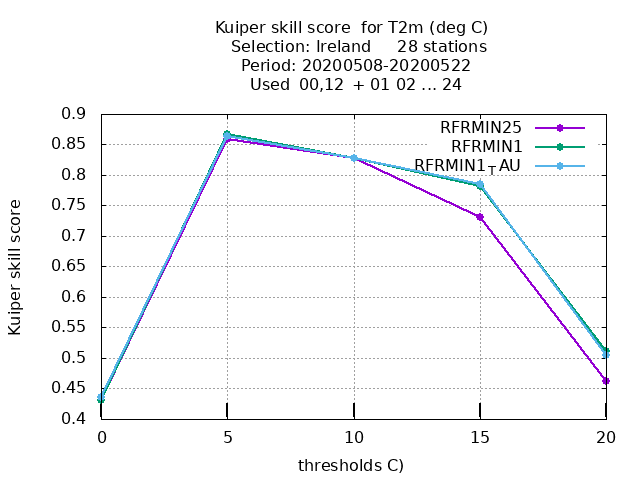 Kuiper skill score  for T2m (deg C)
Selection: Ireland     28 stations
Period: 20200508-20200522
Used  00,12  + 01 02 ... 24
0.9
0.85
0.8
0.75
0.7
0.65
0.6
0.55
0.5
0.45
0.4
Kuiper skill score
RFRMIN25
RFRMIN1
RFRMIN1TAU
0 5 10 15 20
thresholds C)